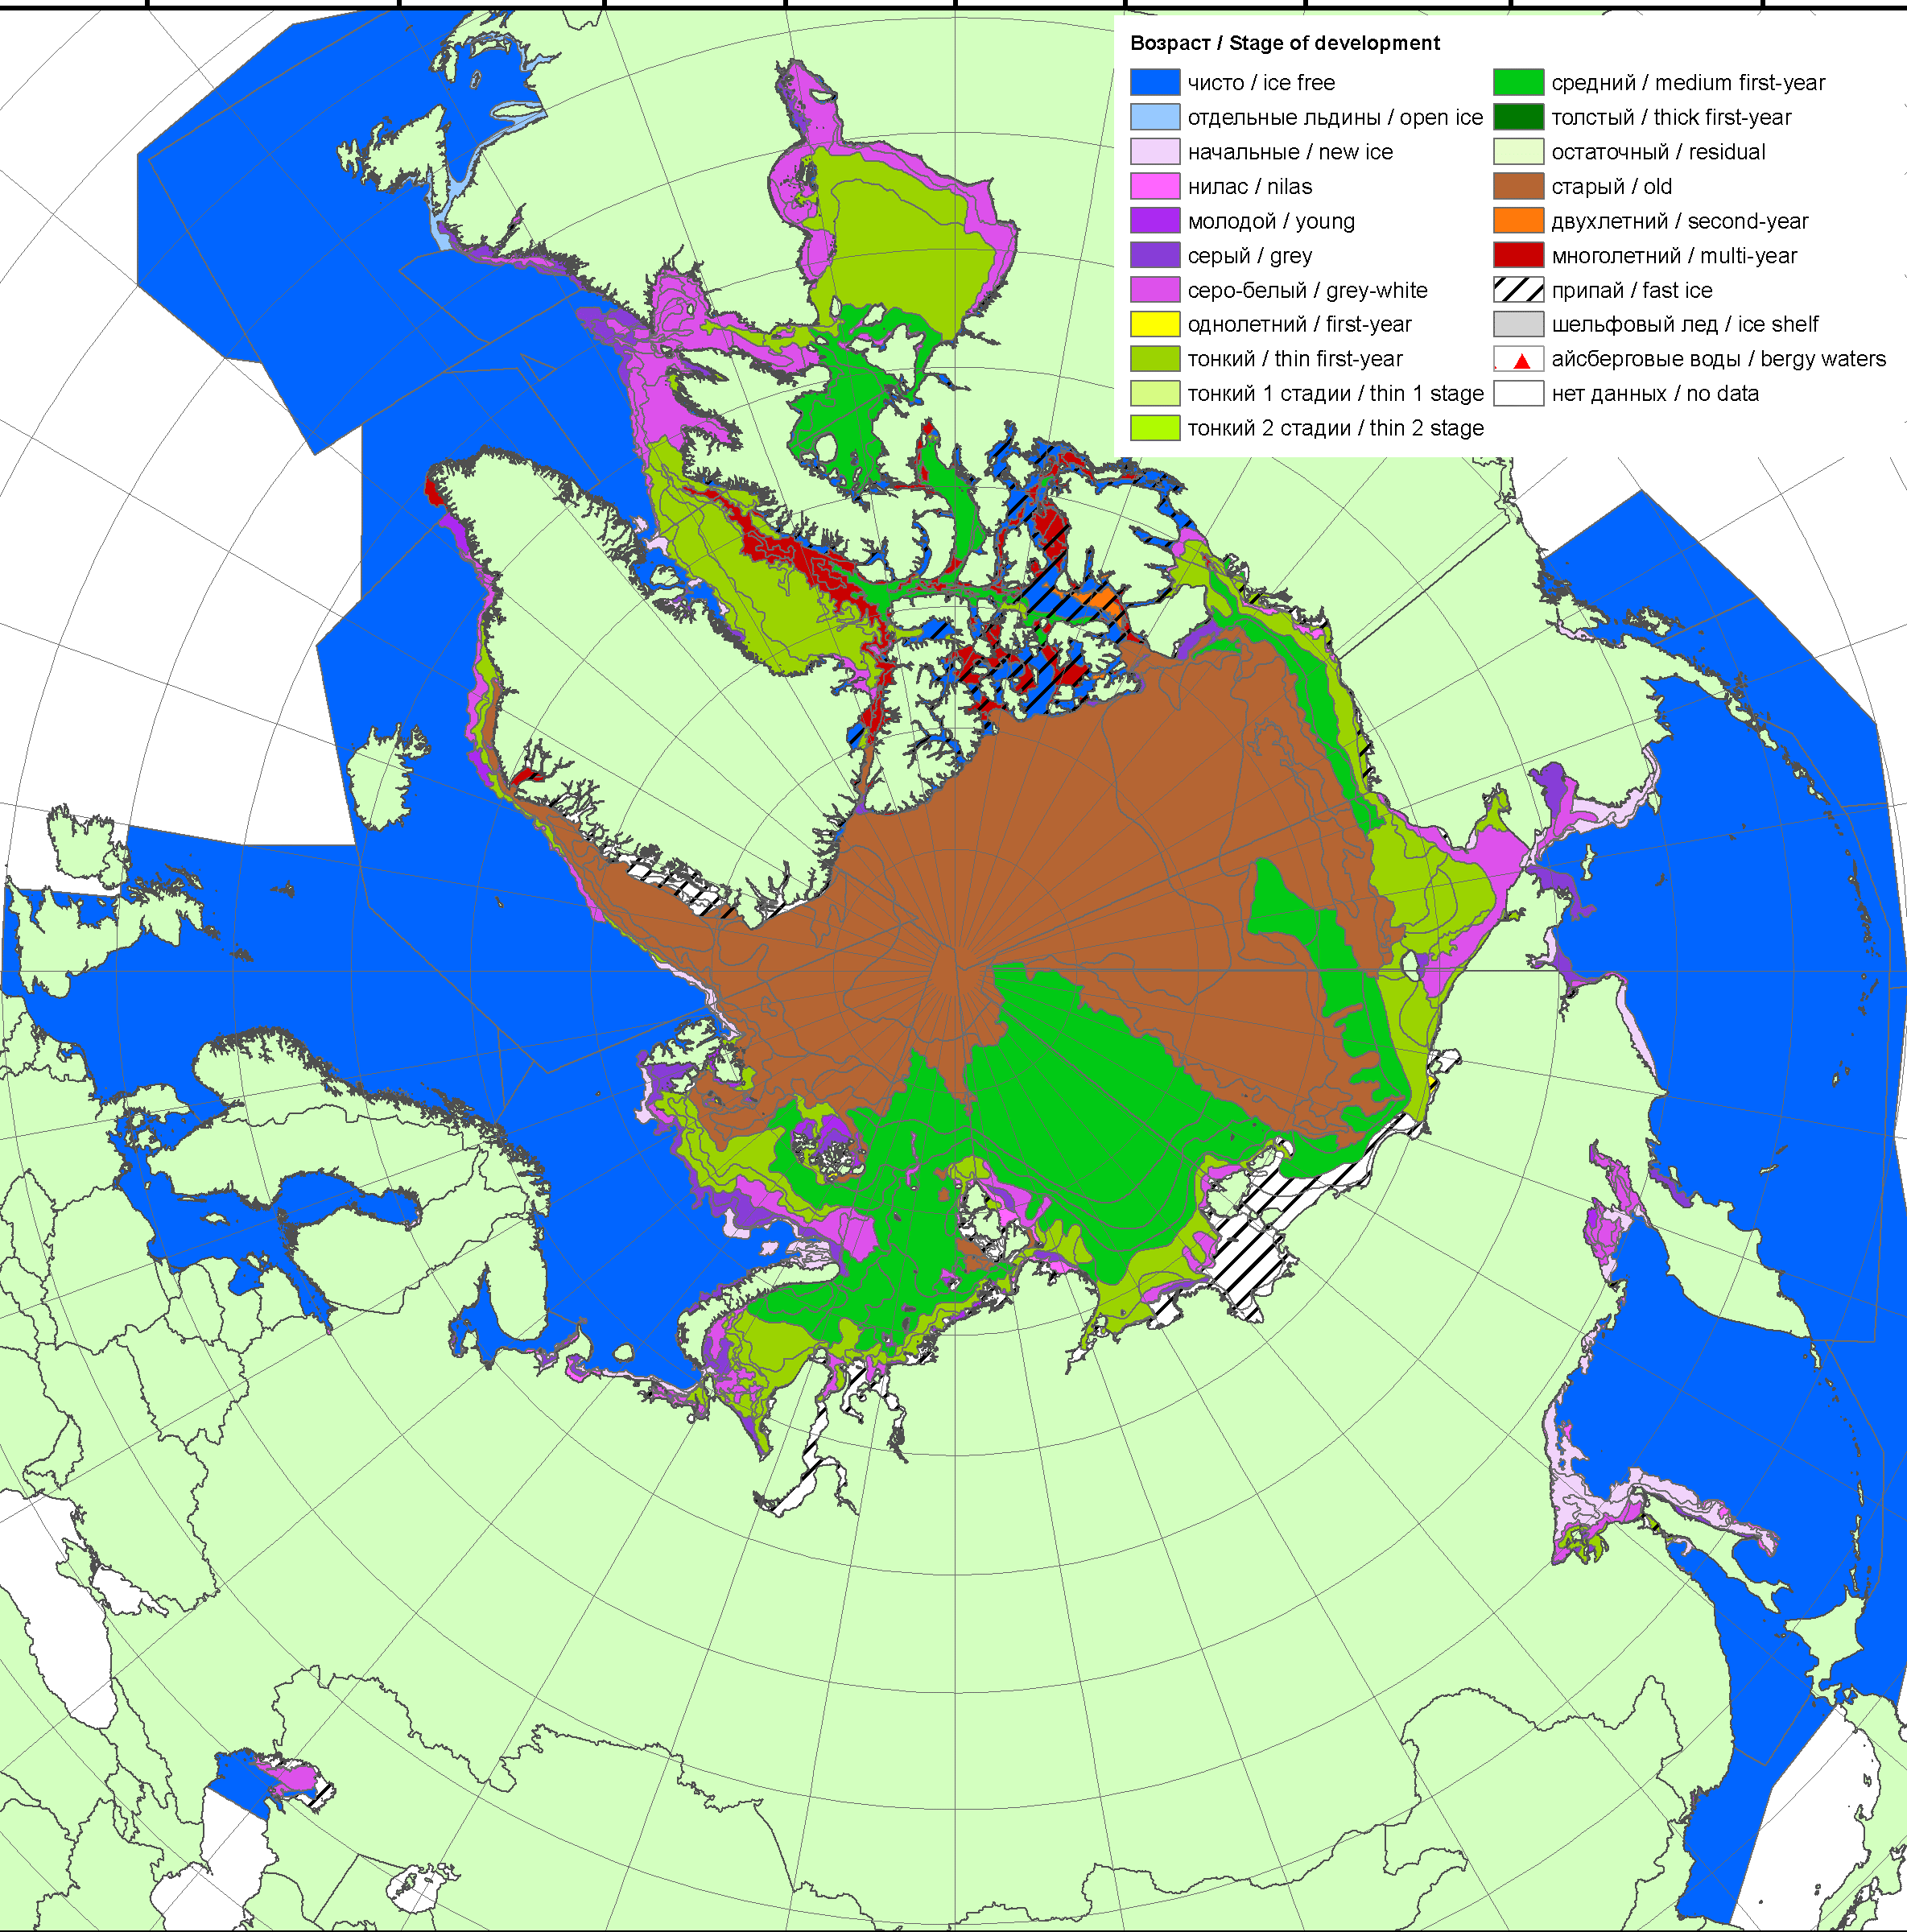 Возраст / Stage of development
чисто / ice free
отдельные льдины / open ice
начальные / new ice
нилас / nilas
молодой / young
серый / grey
серо-белый / grey-white
однолетний / first-year
тонкий / thin first-year
тонкий 1 стадии / thin 1 stage
тонкий 2 стадии / thin 2 stage
средний / medium first-year
толстый / thick first-year
остаточный / residual
старый / old
двухлетний / second-year
многолетний / multi-year
припай / fast ice
шельфовый лед / ice shelf
айсберговые воды / bergy waters
нет данных / no data